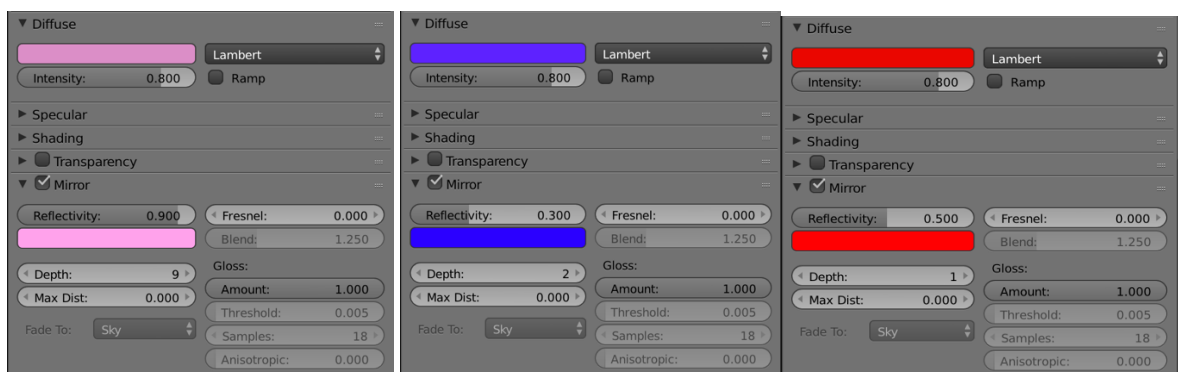 Diffuse
Lambert
Intensity: 0.800 Ramp
Specular
Shading
Transparency
Mirror
Reflectivity: 0.900 Fresnel: 0.000
Blend: 1.250
Depth: 9 Gloss:
Amount: 1.000
Max Dist: 0.000
Threshold: 0.005
Fade To: Sky Samples: 18
Anisotropic: 0.000
Diffuse
Lambert
Intensity: 0.800 Ramp
Specular
Shading
Transparency
Mirror
Reflectivity: 0.300 Fresnel: 0.000
Blend: 1.250
Depth: 2 Gloss:
Amount: 1.000
Max Dist: 0.000
Threshold: 0.005
Fade To: Sky Samples: 18
Anisotropic: 0.000
Diffuse
Lambert
Intensity: 0.800 Ramp
Specular
Shading
Transparency
Mirror
Reflectivity: 0.500 Fresnel: 0.000
Blend: 1.250
Depth: 1 Gloss:
Amount: 1.000
Max Dist: 0.000
Threshold: 0.005
Fade To: Sky Samples: 18
Anisotropic: 0.000